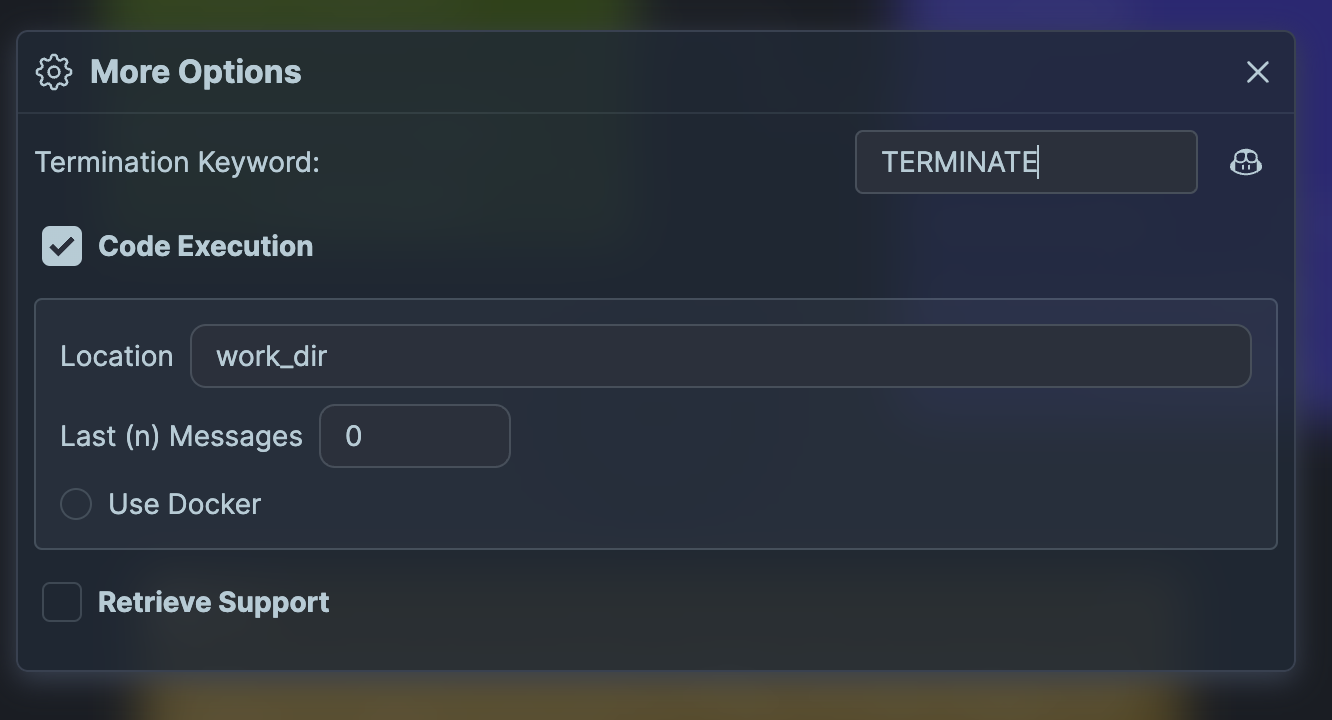 More Options
Termination Keyword: TERMINATE
Code Execution
Location work_dir
Last (n) Messages 0
Use Docker
Retrieve Support